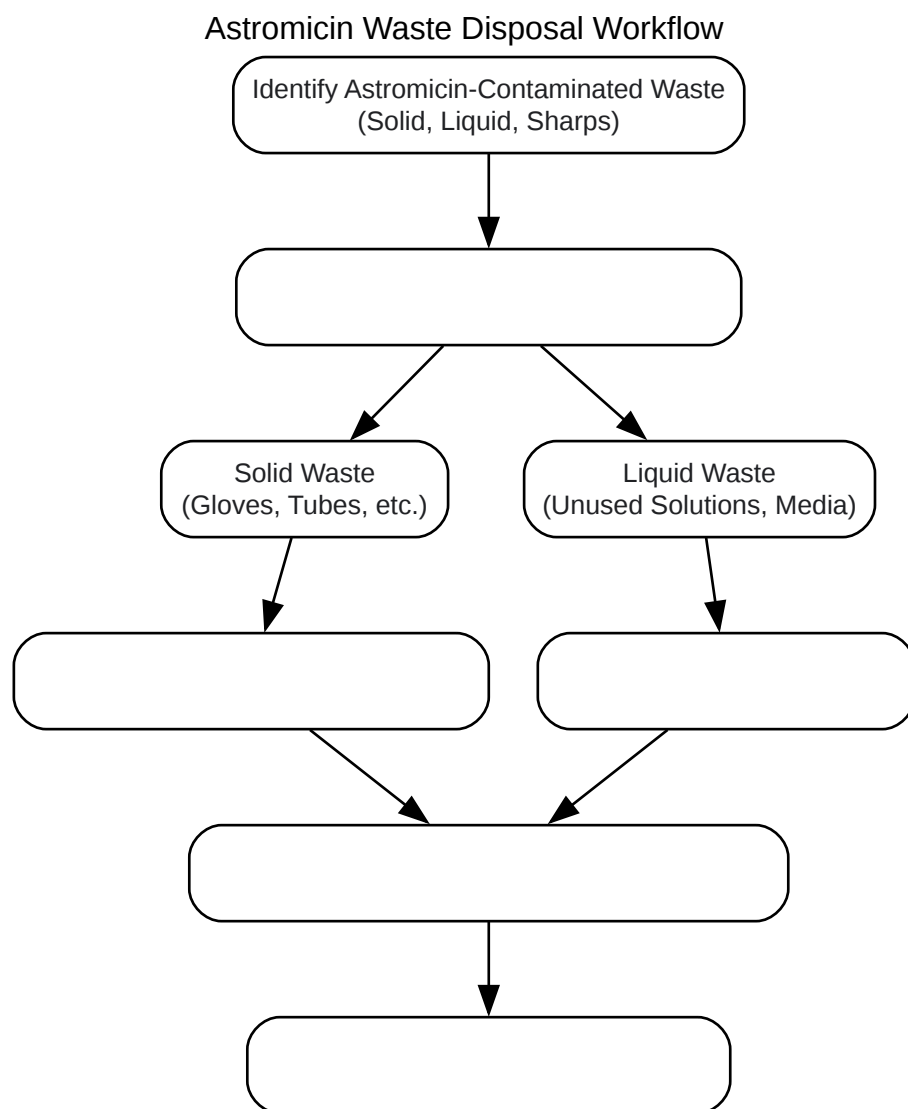 Astromicin Waste Disposal Workflow
Identify Astromicin-Contaminated Waste
(Solid, Liquid, Sharps)
Solid Waste
(Gloves, Tubes, etc.)
Liquid Waste
(Unused Solutions, Media)